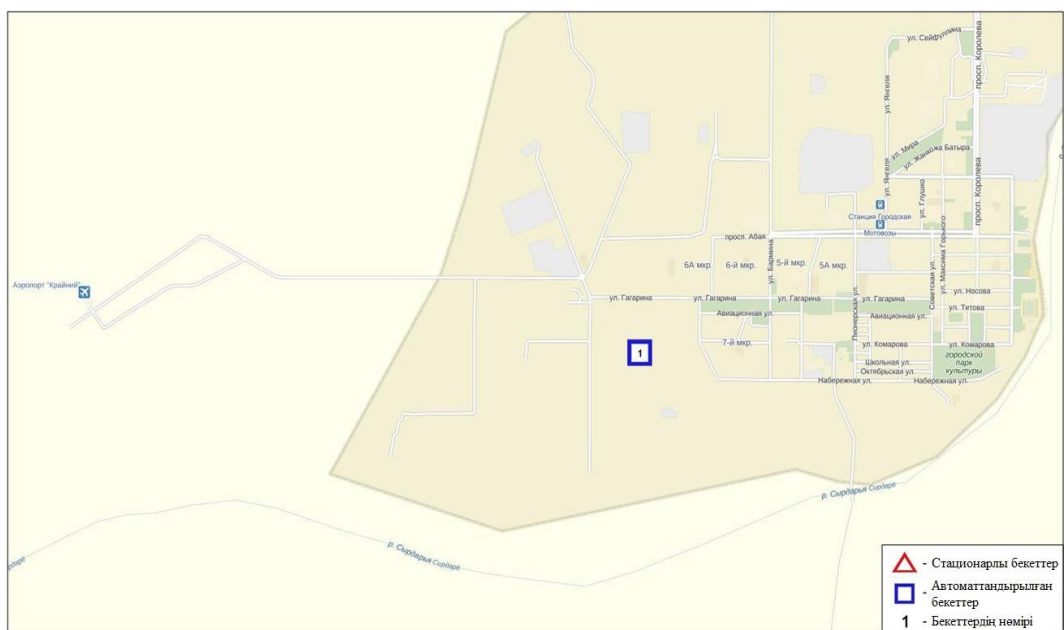 ул. Сейфуллина
просп. Королева
ул. Янгеля
ул. Мира
ул. Жанкожа Батыра
ул. Янгеля
ул. Глушко
просп. Королева
Станция Городская
Мотовозы
ул. Максима Горького
просп. Абая
ул. Бармина
6А мкр.
6-й мкр.
5-й мкр.
5А мкр.
Советская ул.
Аэропорт "Крайний"
ул. Носова
ул. Гагарина
ул. Гагарина
ул. Гагарина
ул. Гагарина
ул. Титова
Пионерская ул.
Авиационная ул.
Авиационная ул.
7-й мкр.
ул. Комарова
ул. Комарова
1
Школьная ул.
городской
парк
культуры
Октябрьская ул.
Набережная ул.
Набережная ул.
р. Сырдарья Сирдарё
р. Сырдарья Сирдарё
- Стационарлы бекеттер
- Автоматтандырылған
бекеттер
1 - Бекеттердің нөмірі